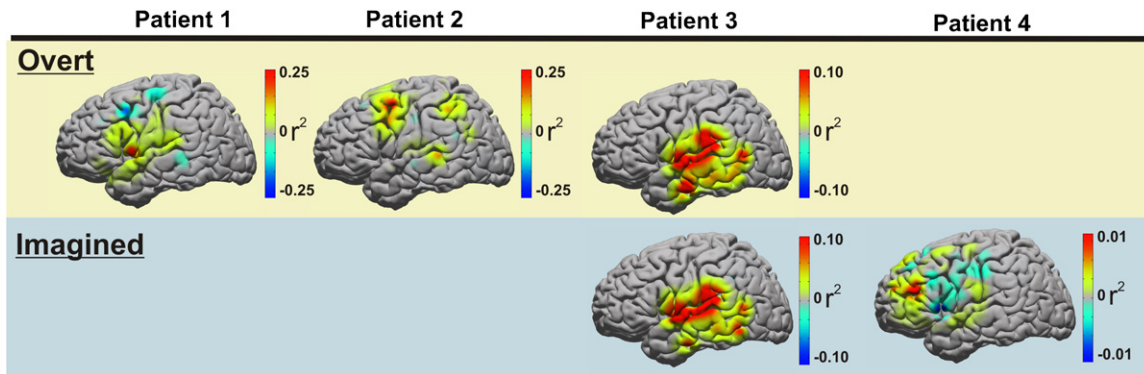 Patient 1 Patient 2 Patient 3 Patient 4
Overt
0.25 0.25 0.10
0 r² 0 r² 0 r²
-0.25 -0.25 -0.10
Imagined
0.10 0.01
0 r² 0 r²
-0.10 -0.01